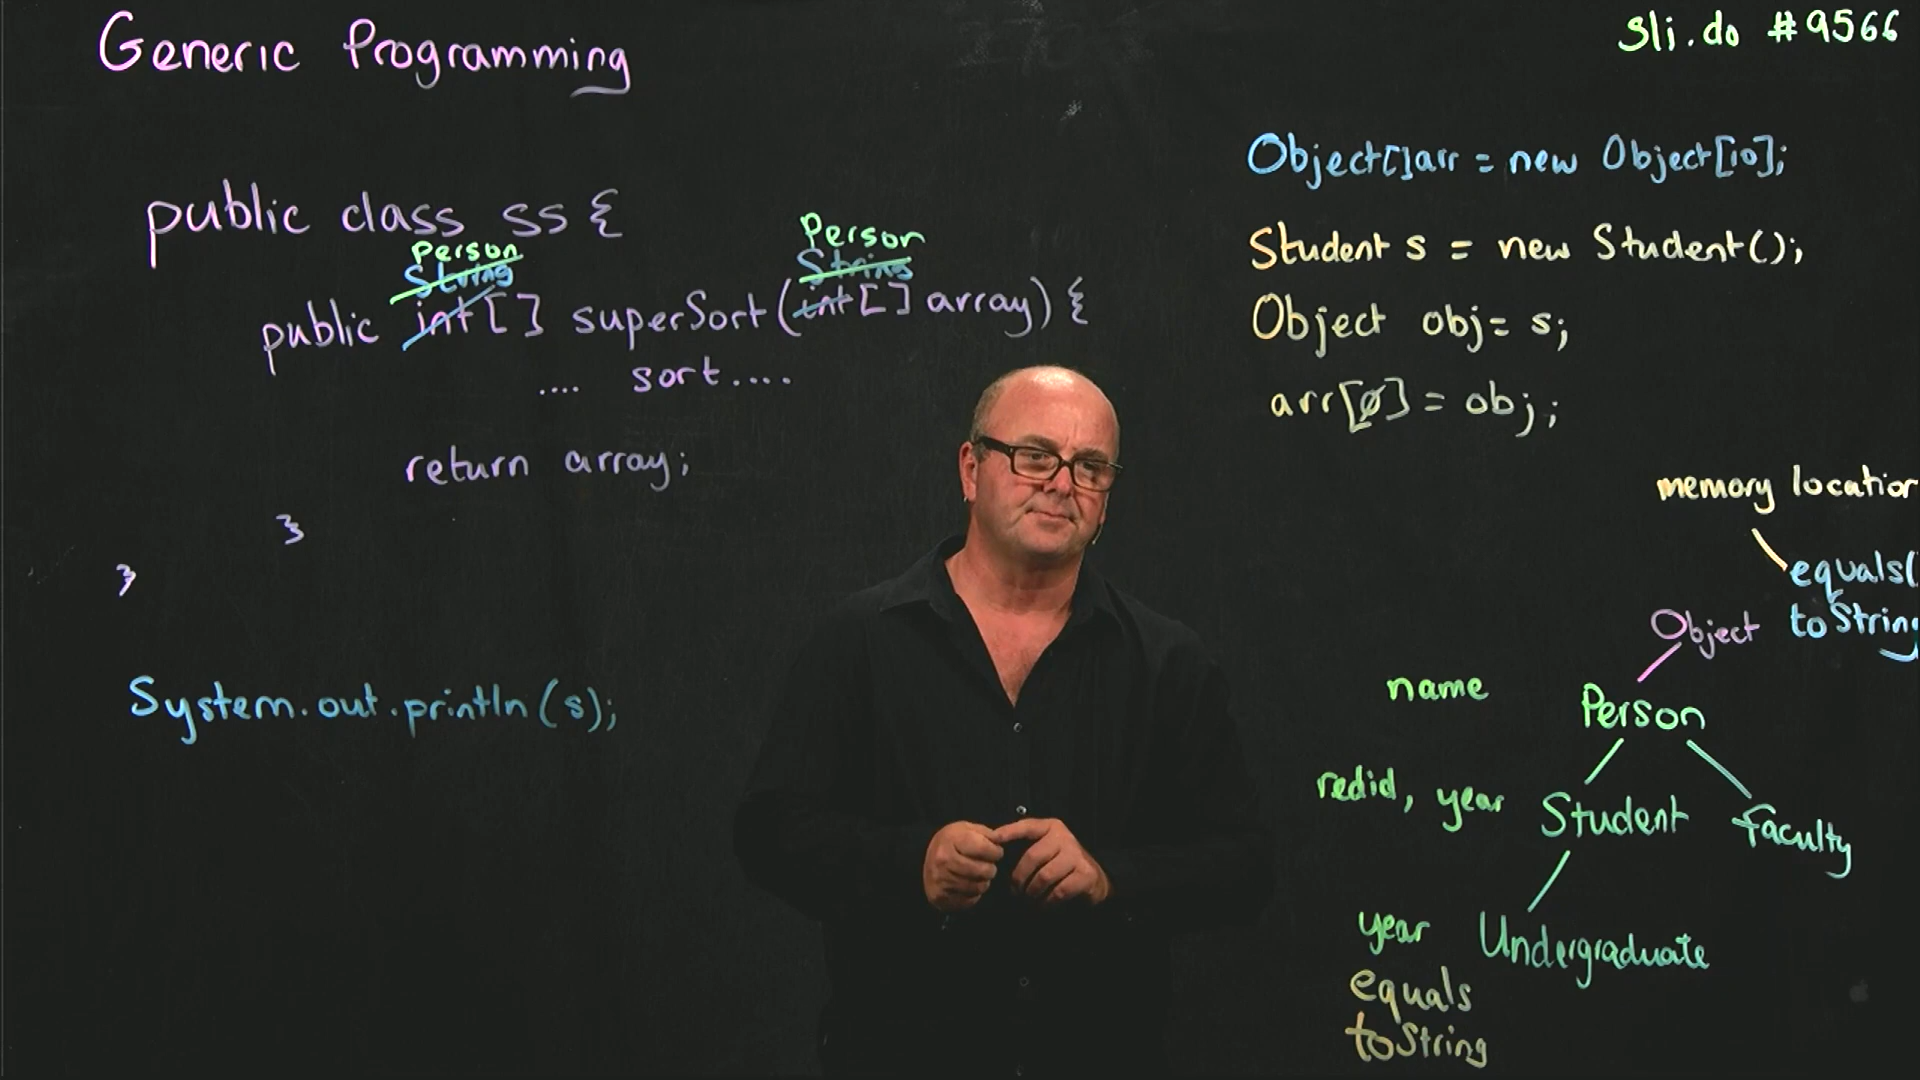 Generic Programming
sli.do #9566
public class ss {
Person Person
String String
public int[] superSort(int[] array) {
.... sort....
return array;
}
}
System.out.println(s);
Object[]arr = new Object[10];
Student s = new Student();
Object obj = s;
arr[0] = obj;
memory location
equals(
Object toString
name Person
redid, year Student Faculty
year Undergraduate
equals
toString